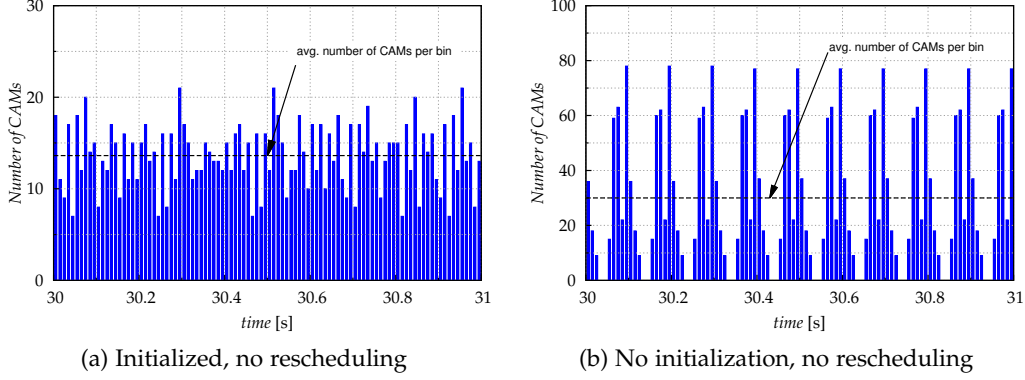 30
20
10
0
Number of CAMs
avg. number of CAMs per bin
30 30.2 30.4 30.6 30.8 31
time [s]
(a) Initialized, no rescheduling
100
80
60
40
20
0
Number of CAMs
avg. number of CAMs per bin
30 30.2 30.4 30.6 30.8 31
time [s]
(b) No initialization, no rescheduling